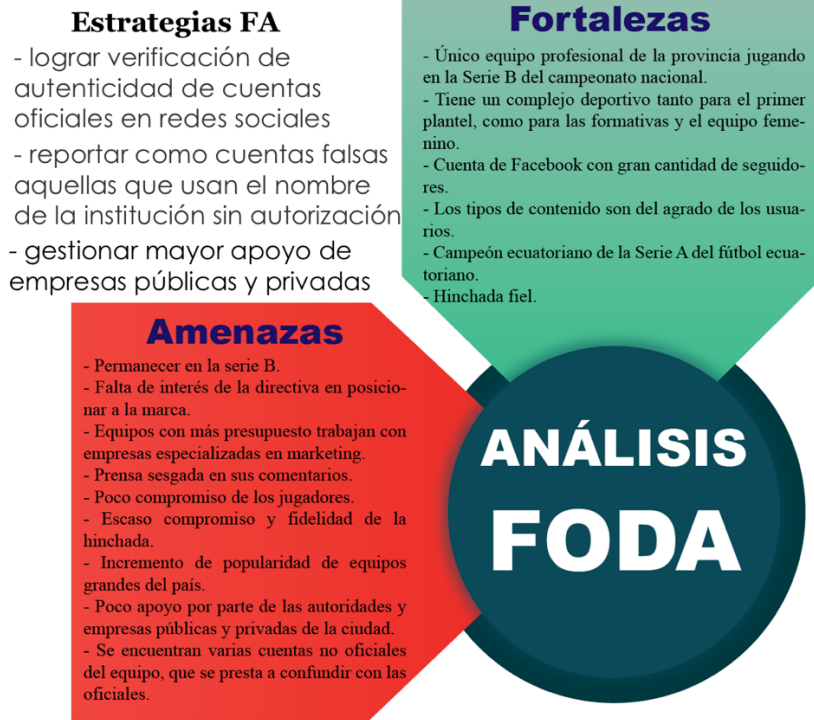 Estrategias FA
- lograr verificación de
autenticidad de cuentas
oficiales en redes sociales
- reportar como cuentas falsas
aquellas que usan el nombre
de la institución sin autorización
- gestionar mayor apoyo de
empresas públicas y privadas
Fortalezas
- Único equipo profesional de la provincia jugando
en la Serie B del campeonato nacional.
- Tiene un complejo deportivo tanto para el primer
plantel, como para las formativas y el equipo feme-
nino.
- Cuenta de Facebook con gran cantidad de seguido-
res.
- Los tipos de contenido son del agrado de los usua-
rios.
- Campeón ecuatoriano de la Serie A del fútbol ecua-
toriano.
- Hinchada fiel.
Amenazas
- Permanecer en la serie B.
- Falta de interés de la directiva en posicio-
nar a la marca.
- Equipos con más presupuesto trabajan con
empresas especializadas en marketing.
- Prensa sesgada en sus comentarios.
- Poco compromiso de los jugadores.
- Escaso compromiso y fidelidad de la
hinchada.
- Incremento de popularidad de equipos
grandes del país.
- Poco apoyo por parte de las autoridades y
empresas públicas y privadas de la ciudad.
- Se encuentran varias cuentas no oficiales
del equipo, que se presta a confundir con las
oficiales.
ANÁLISIS
FODA